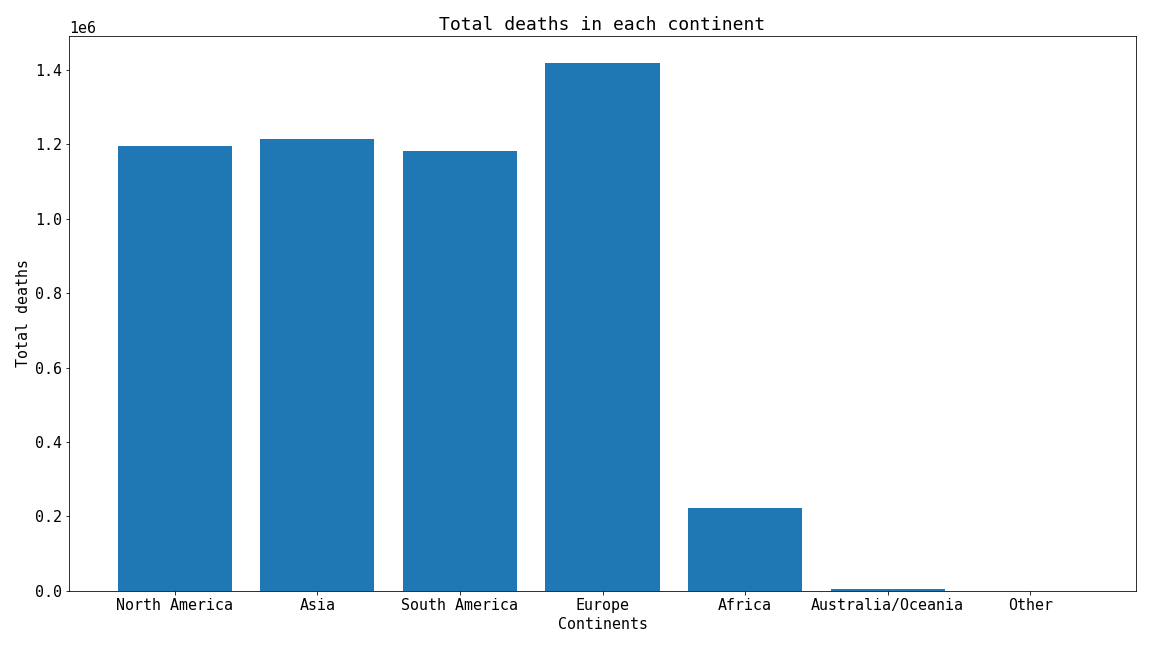 Total deaths in each continent
1e6
1.4
1.2
1.0
0.8
0.6
0.4
0.2
0.0
Total deaths
North America Asia South America Europe Africa Australia/Oceania Other
Continents